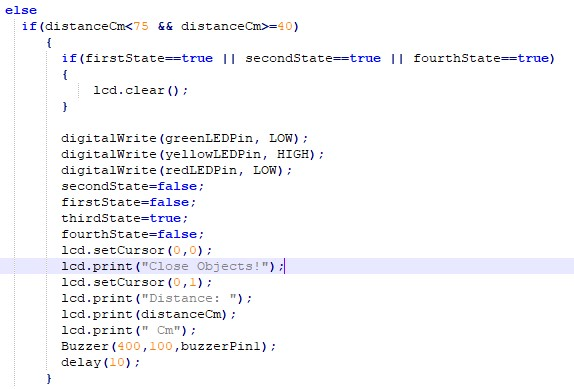 else
if(distanceCm<75 && distanceCm>=40)
{
if(firstState==true || secondState==true || fourthState==true)
{
lcd.clear();
}
digitalWrite(greenLEDPin, LOW);
digitalWrite(yellowLEDPin, HIGH);
digitalWrite(redLEDPin, LOW);
secondState=false;
firstState=false;
thirdState=true;
fourthState=false;
lcd.setCursor(0,0);
lcd.print("Close Objects!");
lcd.setCursor(0,1);
lcd.print("Distance: ");
lcd.print(distanceCm);
lcd.print(" Cm");
Buzzer(400,100,buzzerPin1);
delay(10);
}